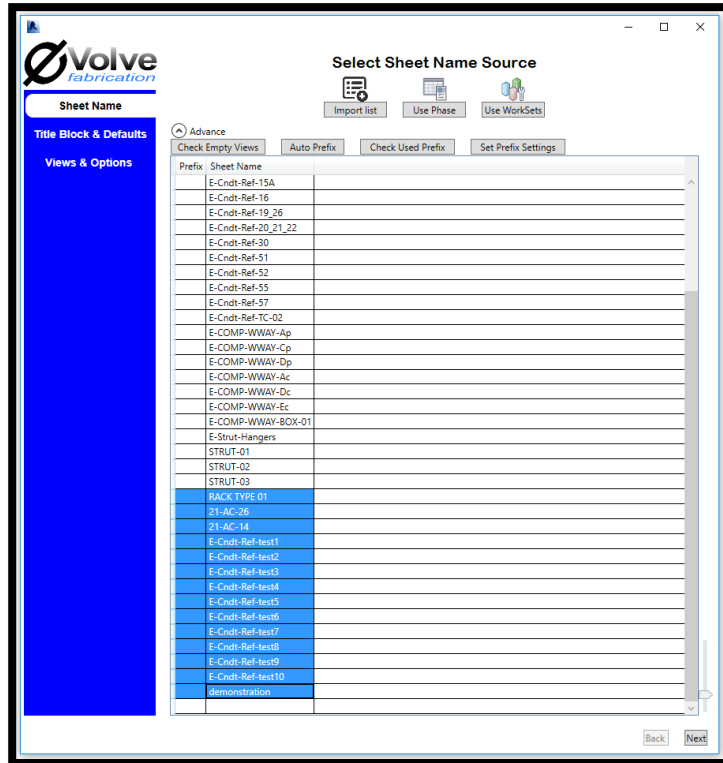 eVolve
fabrication
Select Sheet Name Source
Import list Use Phase Use WorkSets
Sheet Name
Title Block & Defaults
Views & Options
Advance
Check Empty Views Auto Prefix Check Used Prefix Set Prefix Settings
Prefix Sheet Name
E-Cndt-Ref-15A
E-Cndt-Ref-16
E-Cndt-Ref-19_26
E-Cndt-Ref-20_21_22
E-Cndt-Ref-30
E-Cndt-Ref-51
E-Cndt-Ref-52
E-Cndt-Ref-55
E-Cndt-Ref-57
E-Cndt-Ref-TC-02
E-COMP-WWAY-Ap
E-COMP-WWAY-Cp
E-COMP-WWAY-Dp
E-COMP-WWAY-Ac
E-COMP-WWAY-Dc
E-COMP-WWAY-Ec
E-COMP-WWAY-BOX-01
E-Strut-Hangers
STRUT-01
STRUT-02
STRUT-03
RACK TYPE 01
21-AC-26
21-AC-14
E-Cndt-Ref-test1
E-Cndt-Ref-test2
E-Cndt-Ref-test3
E-Cndt-Ref-test4
E-Cndt-Ref-test5
E-Cndt-Ref-test6
E-Cndt-Ref-test7
E-Cndt-Ref-test8
E-Cndt-Ref-test9
E-Cndt-Ref-test10
demonstration
Back Next